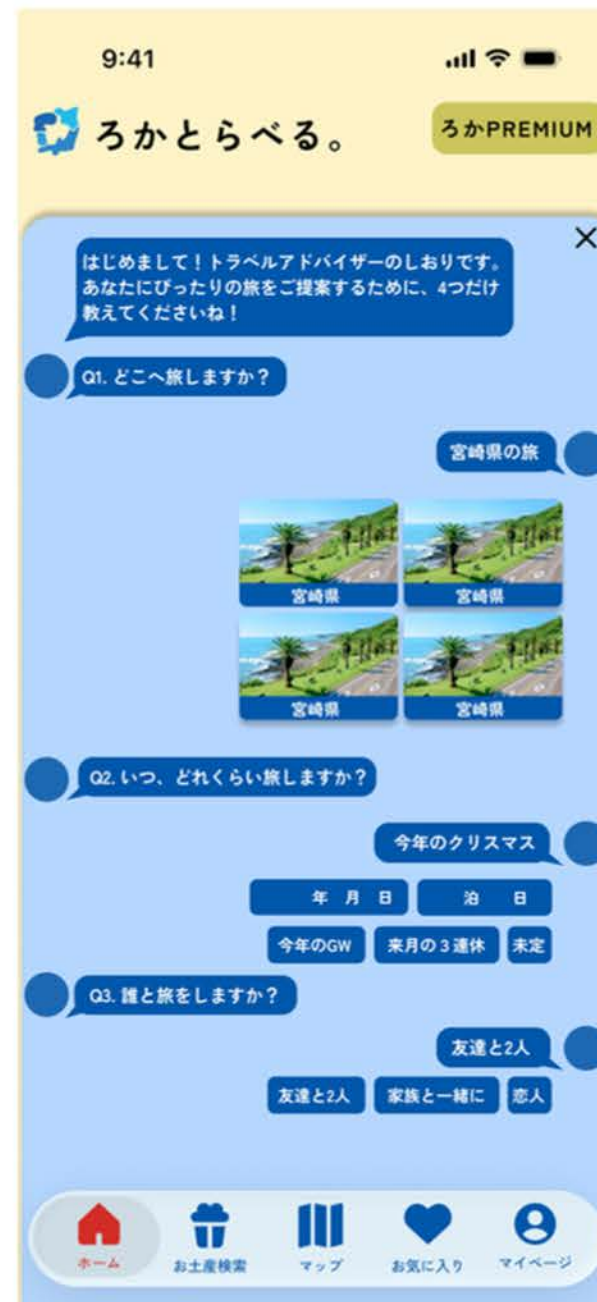 9:41
ろかとらべる。
ろかPREMIUM
はじめまして！トラベルアドバイザーのしおりです。
あなたにぴったりの旅をご提案するために、4つだけ
教えてくださいね！
Q1. どこへ旅しますか？
宮崎県の旅
宮崎県 宮崎県
宮崎県 宮崎県
Q2. いつ、どれくらい旅しますか？
今年のクリスマス
年 月 日 泊 日
今年のGW 来月の３連休 未定
Q3. 誰と旅をしますか？
友達と2人
友達と2人 家族と一緒に 恋人
ホーム お土産検索 マップ お気に入り マイページ